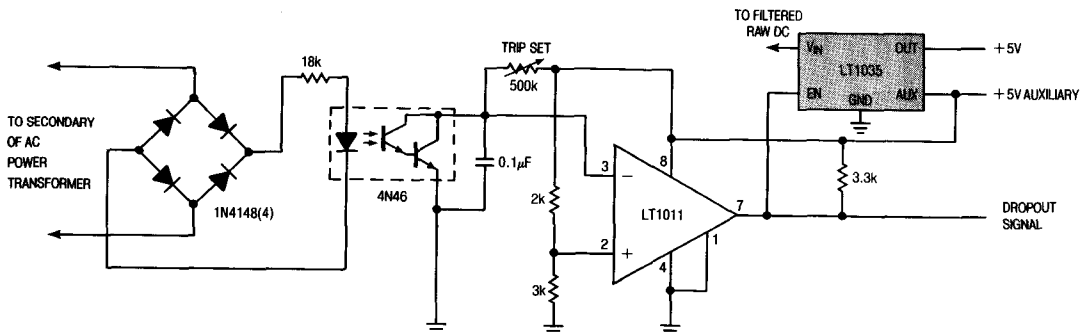 TO FILTERED
RAW DC
VIN
OUT
+5V
LT1035
EN
GND
AUX
+5V AUXILIARY
TRIP SET
500k
18k
TO SECONDARY
OF AC
POWER
TRANSFORMER
1N4148(4)
4N46
0.1μF
3
8
2k
LT1011
7
3.3k
DROPOUT
SIGNAL
2
1
4
3k
−
+